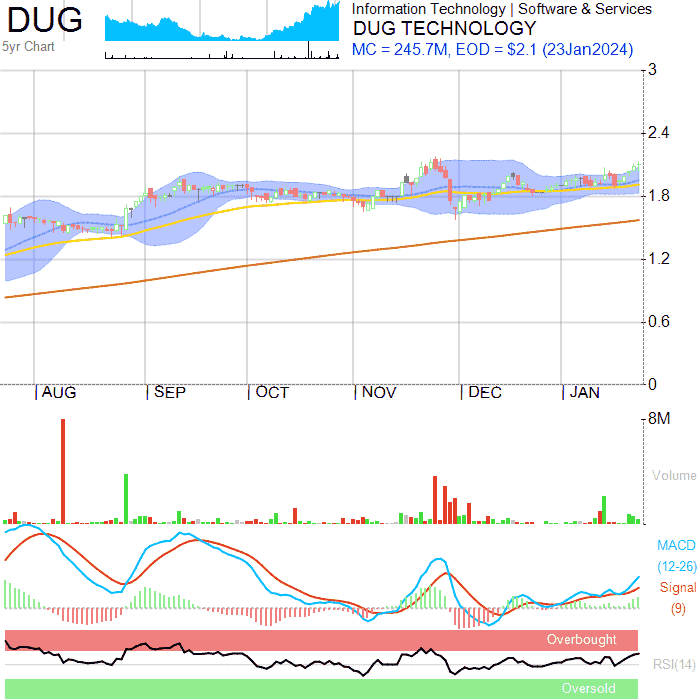 DUG
5yr Chart
Information Technology | Software & Services
DUG TECHNOLOGY
MC = 245.7M, EOD = $2.1 (23Jan2024)
3
2.4
1.8
1.2
0.6
0
AUG
SEP
OCT
NOV
DEC
JAN
8M
Volume
MACD
(12-26)
Signal
(9)
Overbought
RSI(14)
Oversold